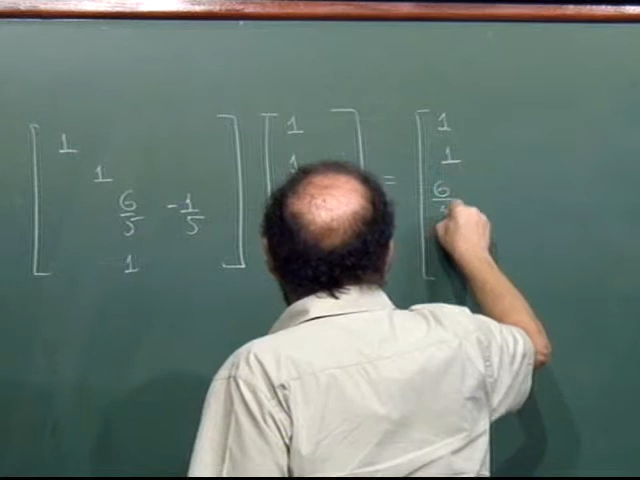 [ 1 ] [ 1 ] = [ 1
1 1 1
6/5 -1/5 6
1